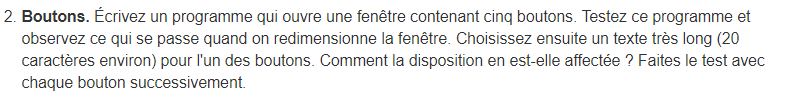 2. Boutons. Écrivez un programme qui ouvre une fenêtre contenant cinq boutons. Testez ce programme et
observez ce qui se passe quand on redimensionne la fenêtre. Choisissez ensuite un texte très long (20
caractères environ) pour l'un des boutons. Comment la disposition en est-elle affectée ? Faites le test avec
chaque bouton successivement.